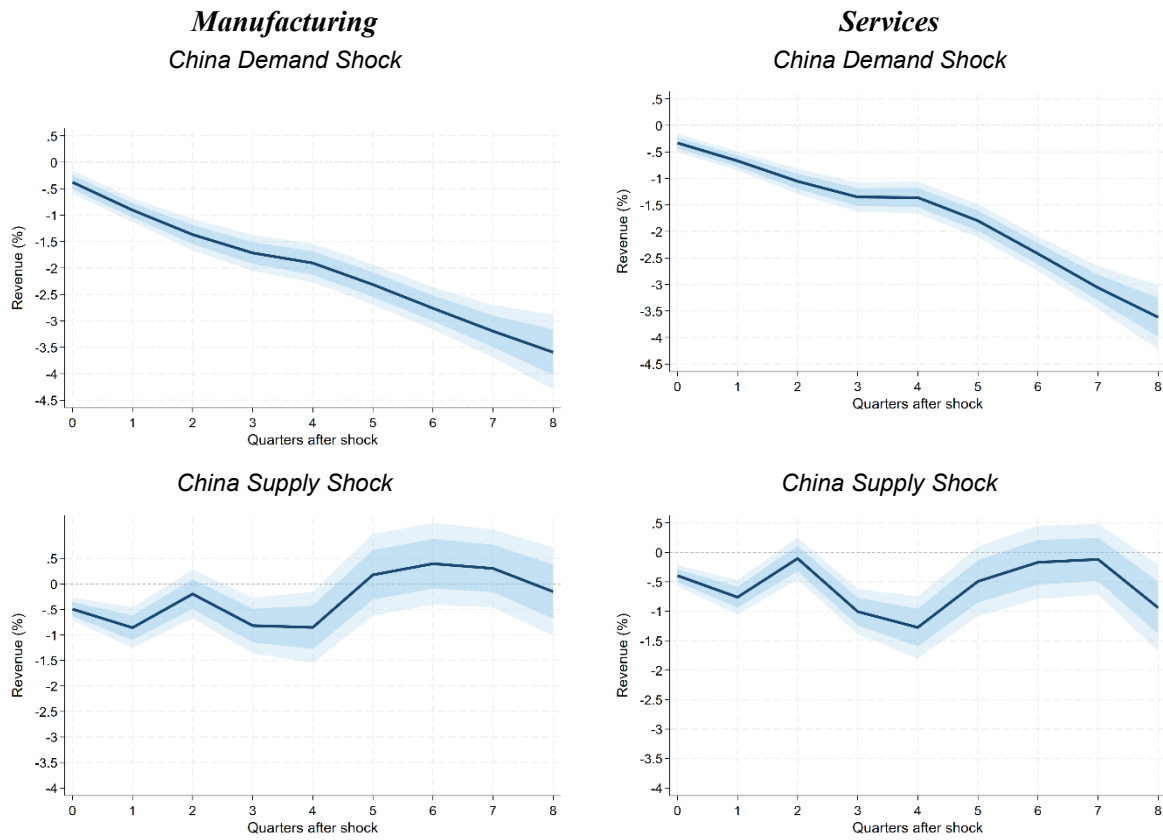 Manufacturing
China Demand Shock
.5
0
-.5
-1
-1.5
-2
-2.5
-3
-3.5
-4
-4.5
Revenue (%)
0 1 2 3 4 5 6 7 8
Quarters after shock
Services
China Demand Shock
.5
0
-.5
-1
-1.5
-2
-2.5
-3
-3.5
-4
-4.5
Revenue (%)
0 1 2 3 4 5 6 7 8
Quarters after shock
China Supply Shock
.5
0
-.5
-1
-1.5
-2
-2.5
-3
-3.5
-4
Revenue (%)
0 1 2 3 4 5 6 7 8
Quarters after shock
China Supply Shock
.5
0
-.5
-1
-1.5
-2
-2.5
-3
-3.5
-4
Revenue (%)
0 1 2 3 4 5 6 7 8
Quarters after shock